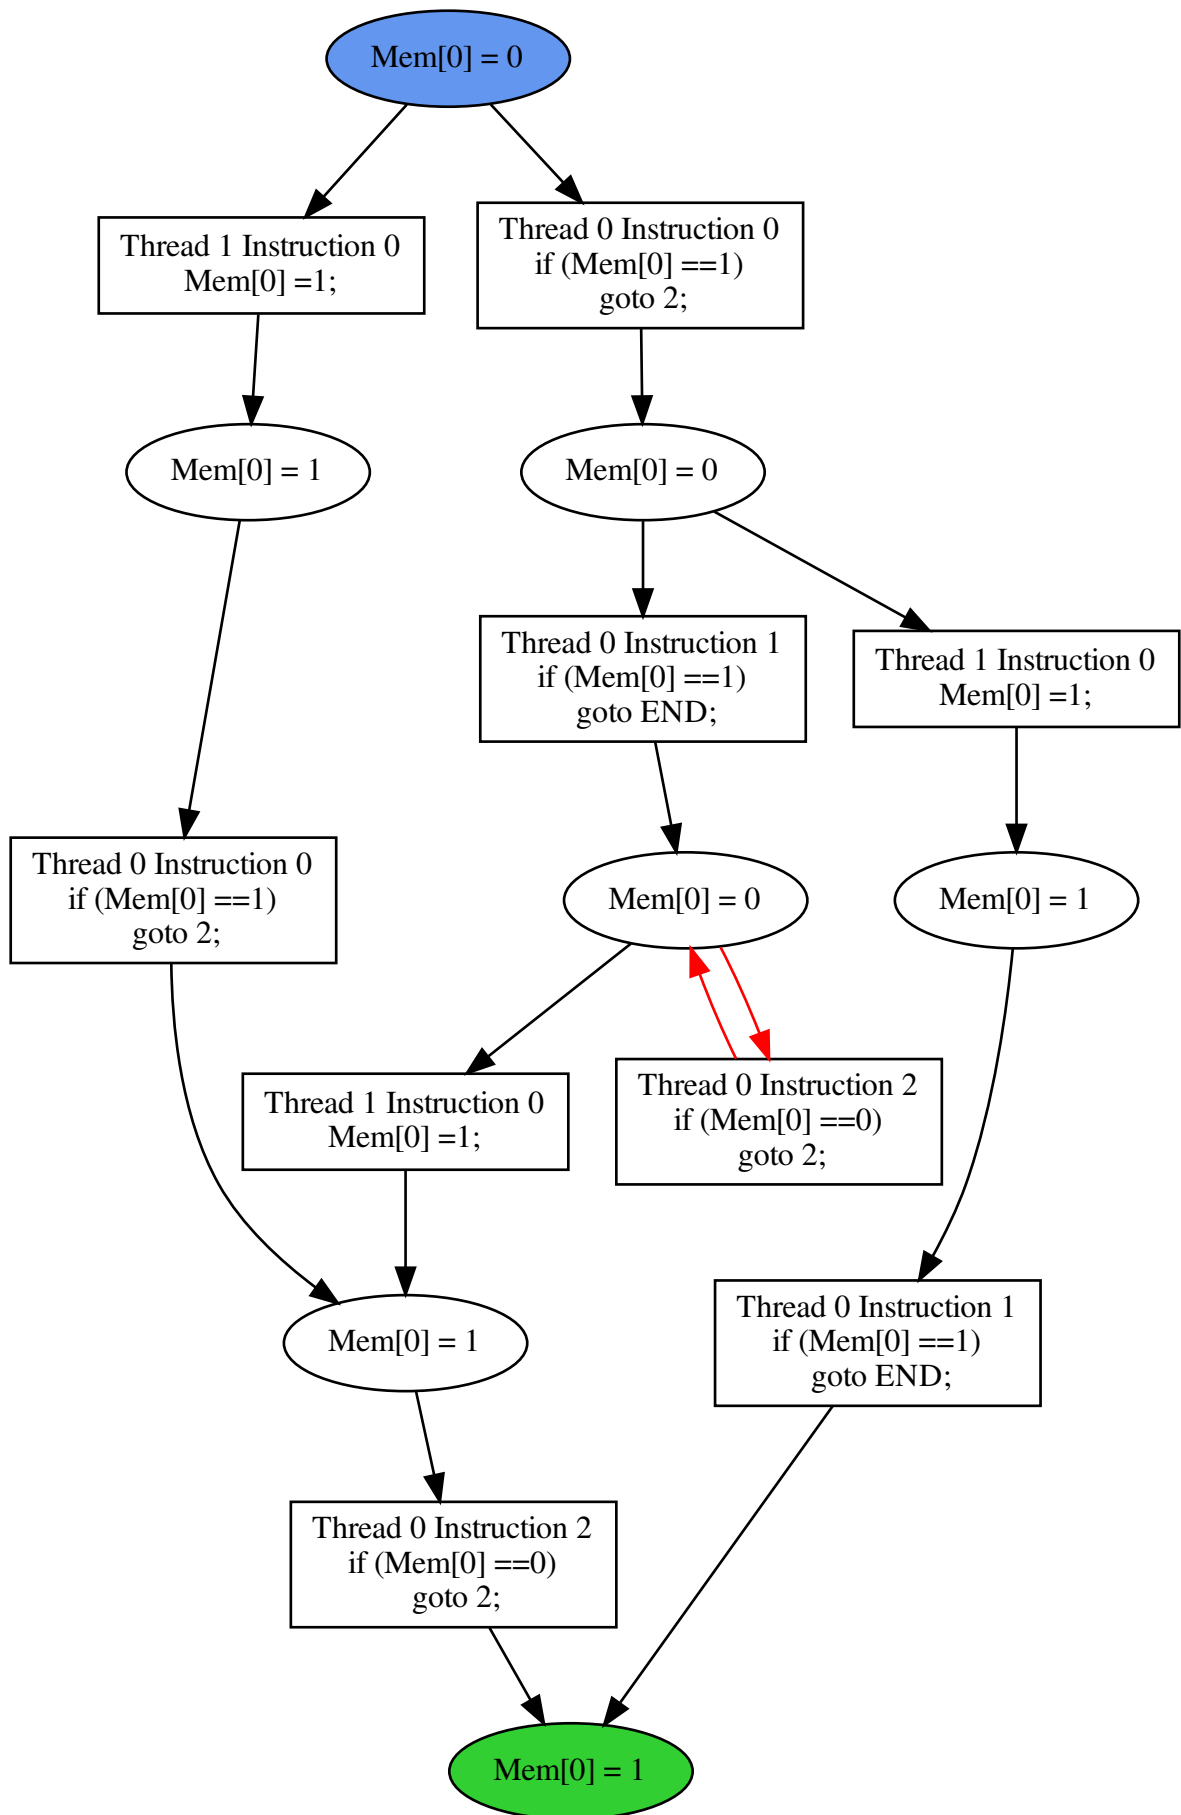 Mem[0] = 0
Thread 1 Instruction 0
Mem[0] =1;
Thread 0 Instruction 0
if (Mem[0] ==1)
goto 2;
Mem[0] = 1
Mem[0] = 0
Thread 0 Instruction 1
if (Mem[0] ==1)
goto END;
Thread 1 Instruction 0
Mem[0] =1;
Thread 0 Instruction 0
if (Mem[0] ==1)
goto 2;
Mem[0] = 0
Mem[0] = 1
Thread 1 Instruction 0
Mem[0] =1;
Thread 0 Instruction 2
if (Mem[0] ==0)
goto 2;
Mem[0] = 1
Thread 0 Instruction 1
if (Mem[0] ==1)
goto END;
Thread 0 Instruction 2
if (Mem[0] ==0)
goto 2;
Mem[0] = 1